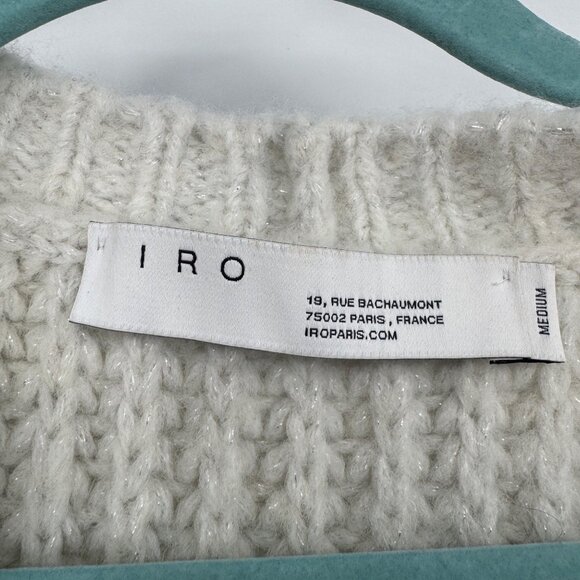 IRO
19, RUE BACHAUMONT
75002 PARIS, FRANCE
IROPARIS.COM
MEDIUM